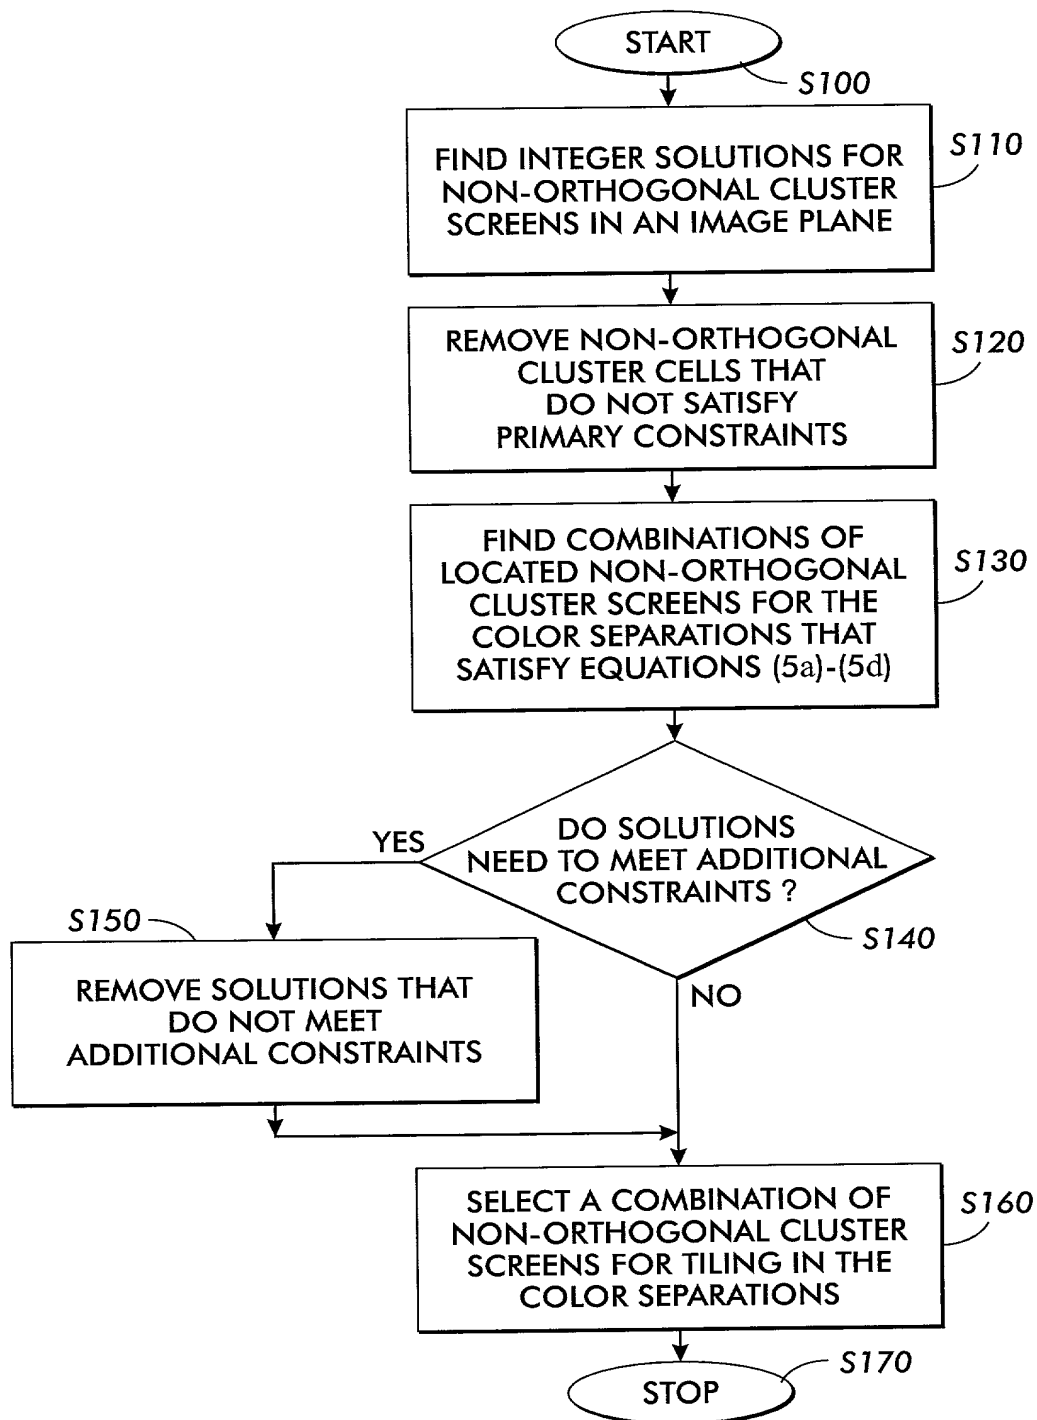 START
S100
FIND INTEGER SOLUTIONS FOR
NON-ORTHOGONAL CLUSTER
SCREENS IN AN IMAGE PLANE
S110
REMOVE NON-ORTHOGONAL
CLUSTER CELLS THAT
DO NOT SATISFY
PRIMARY CONSTRAINTS
S120
FIND COMBINATIONS OF
LOCATED NON-ORTHOGONAL
CLUSTER SCREENS FOR THE
COLOR SEPARATIONS THAT
SATISFY EQUATIONS (5a)-(5d)
S130
DO SOLUTIONS
NEED TO MEET ADDITIONAL
CONSTRAINTS ?
S140
YES
NO
S150
REMOVE SOLUTIONS THAT
DO NOT MEET
ADDITIONAL CONSTRAINTS
SELECT A COMBINATION OF
NON-ORTHOGONAL CLUSTER
SCREENS FOR TILING IN THE
COLOR SEPARATIONS
S160
STOP
S170